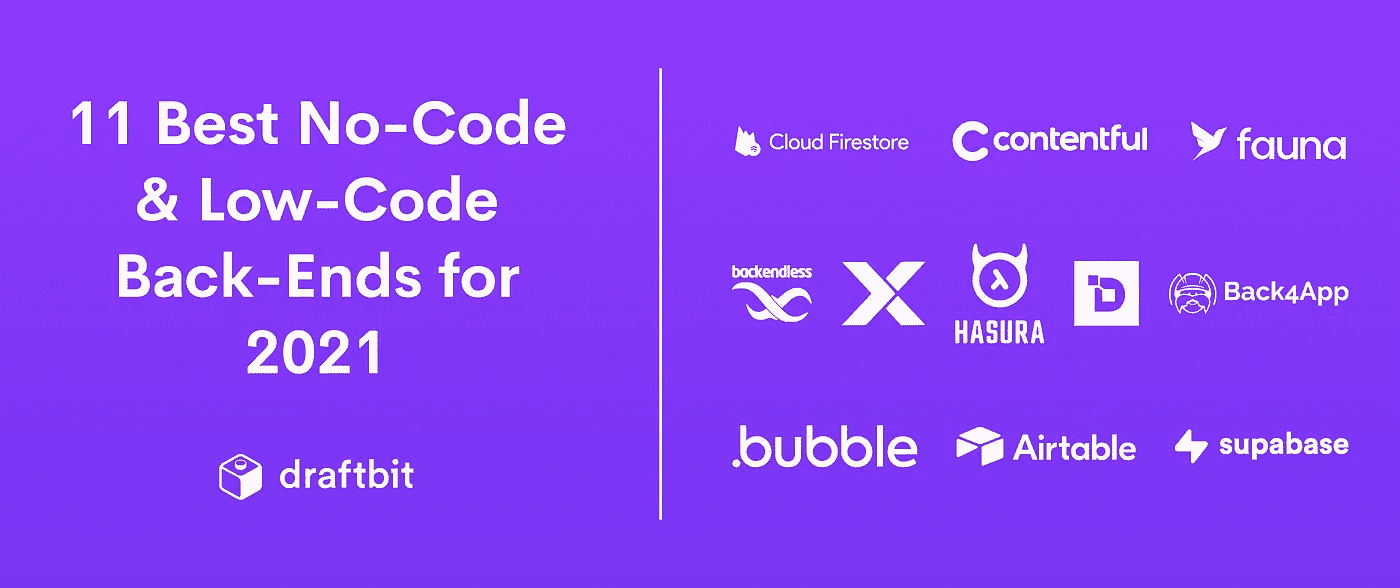 11 Best No-Code
& Low-Code
Back-Ends for
2021
draftbit
Cloud Firestore
contentful
fauna
backendless
HASURA
Back4App
.bubble
Airtable
supabase